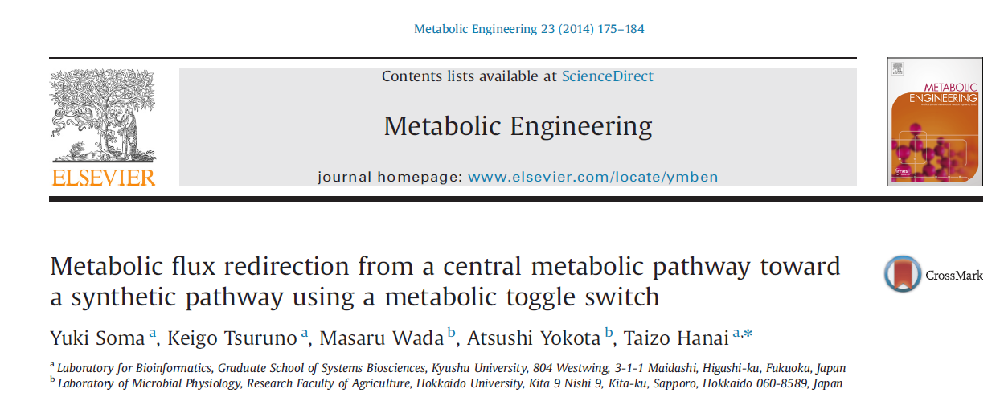 Metabolic Engineering 23 (2014) 175–184
Contents lists available at ScienceDirect
Metabolic Engineering
journal homepage: www.elsevier.com/locate/ymben
ELSEVIER
METABOLIC
ENGINEERING
Metabolic flux redirection from a central metabolic pathway toward
a synthetic pathway using a metabolic toggle switch
CrossMark
Yuki Soma a, Keigo Tsuruno a, Masaru Wada b, Atsushi Yokota b, Taizo Hanai a,*
a Laboratory for Bioinformatics, Graduate School of Systems Biosciences, Kyushu University, 804 Westwing, 3-1-1 Maidashi, Higashi-ku, Fukuoka, Japan
b Laboratory of Microbial Physiology, Research Faculty of Agriculture, Hokkaido University, Kita 9 Nishi 9, Kita-ku, Sapporo, Hokkaido 060-8589, Japan